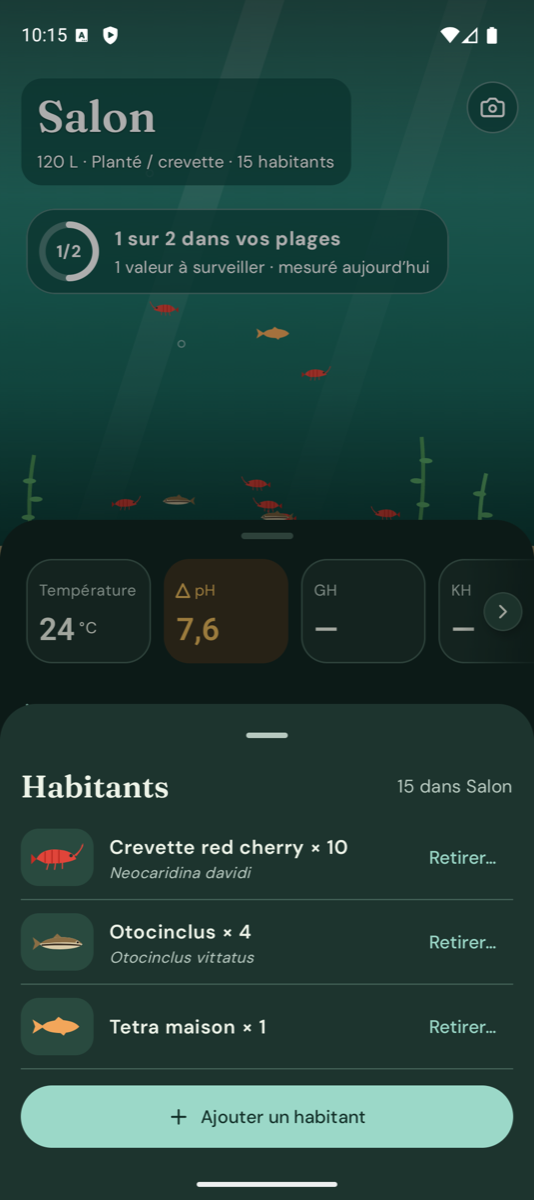 10:15
Salon
120 L · Planté / crevette · 15 habitants
1/2
1 sur 2 dans vos plages
1 valeur à surveiller · mesuré aujourd’hui
Température
24 °C
pH
7,6
GH
—
KH
—
Habitants
15 dans Salon
Crevette red cherry × 10
Neocaridina davidi
Retirer…
Otocinclus × 4
Otocinclus vittatus
Retirer…
Tetra maison × 1
Retirer…
+ Ajouter un habitant